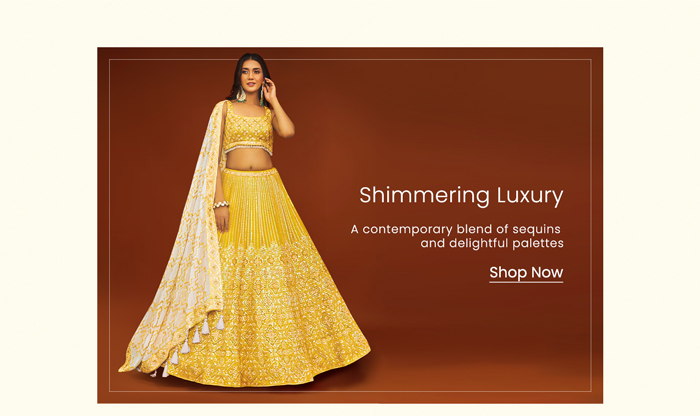 Shimmering Luxury
A contemporary blend of sequins
and delightful palettes
Shop Now